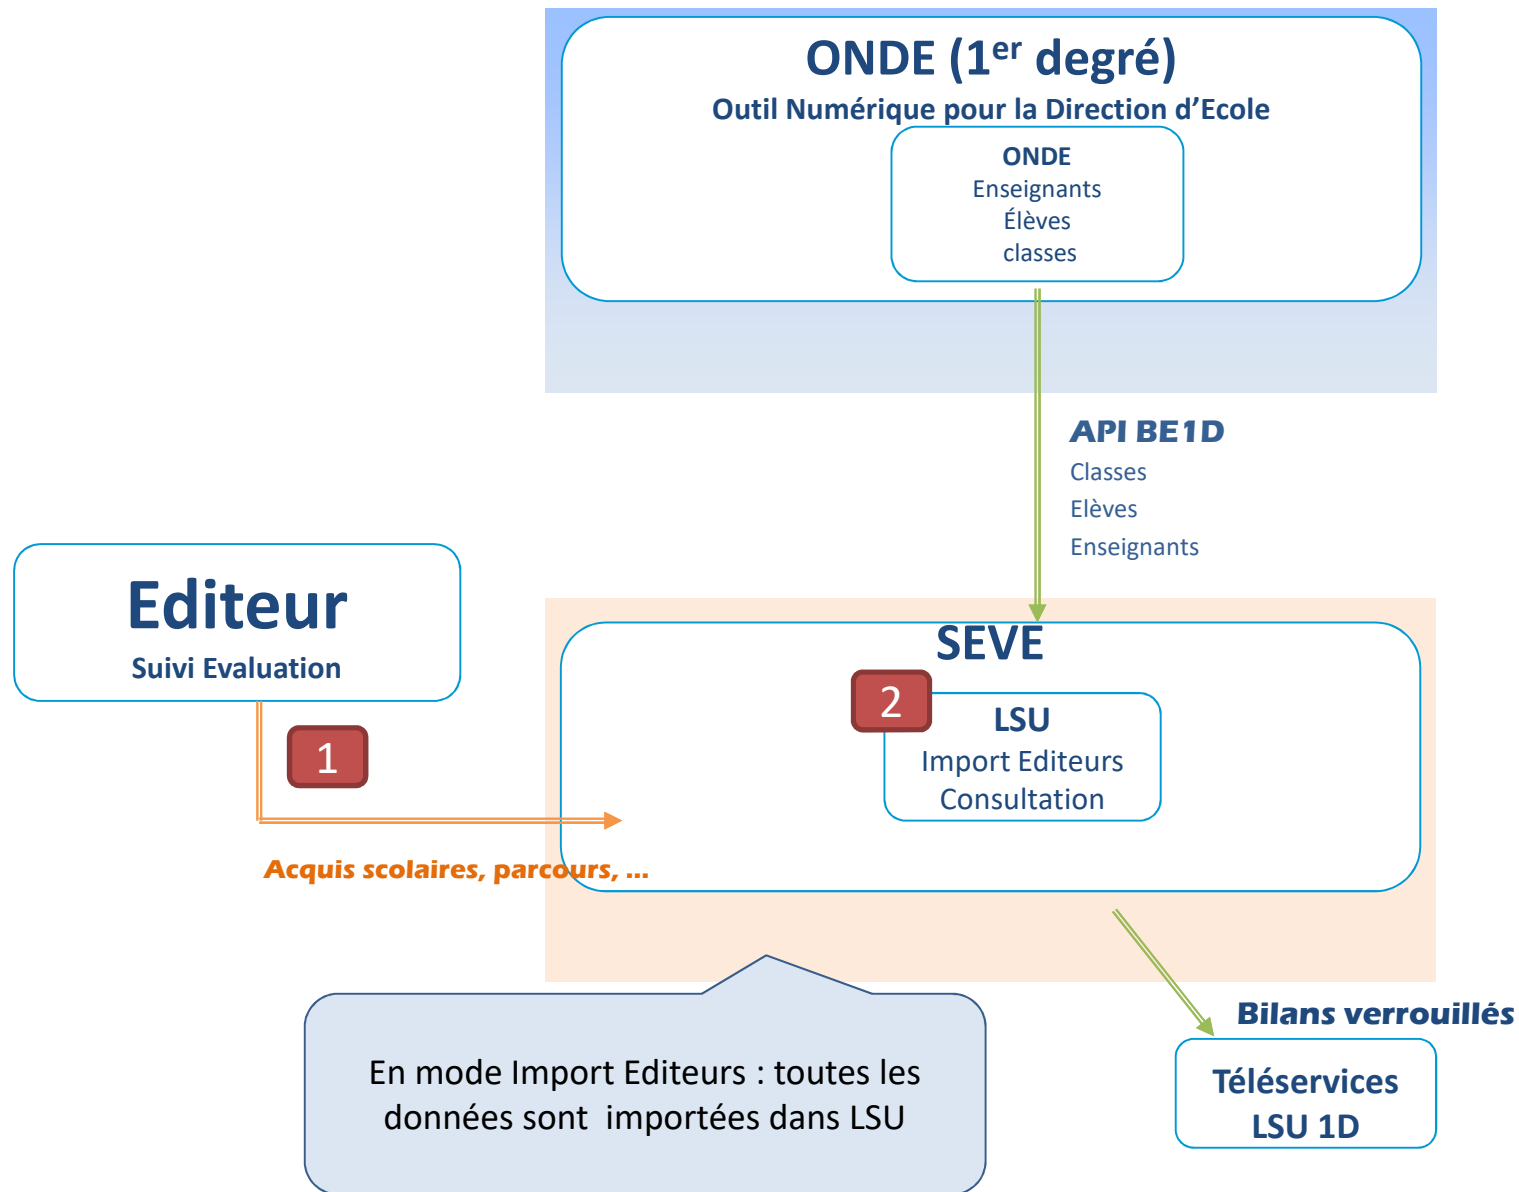 ONDE (1er degré)
Outil Numérique pour la Direction d'Ecole
ONDE
Enseignants
Élèves
classes
API BE1D
Classes
Elèves
Enseignants
Editeur
Suivi Evaluation
1
Acquis scolaires, parcours, ...
SEVE
2
LSU
Import Editeurs
Consultation
En mode Import Editeurs : toutes les
données sont importées dans LSU
Bilans verrouillés
Téléservices
LSU 1D